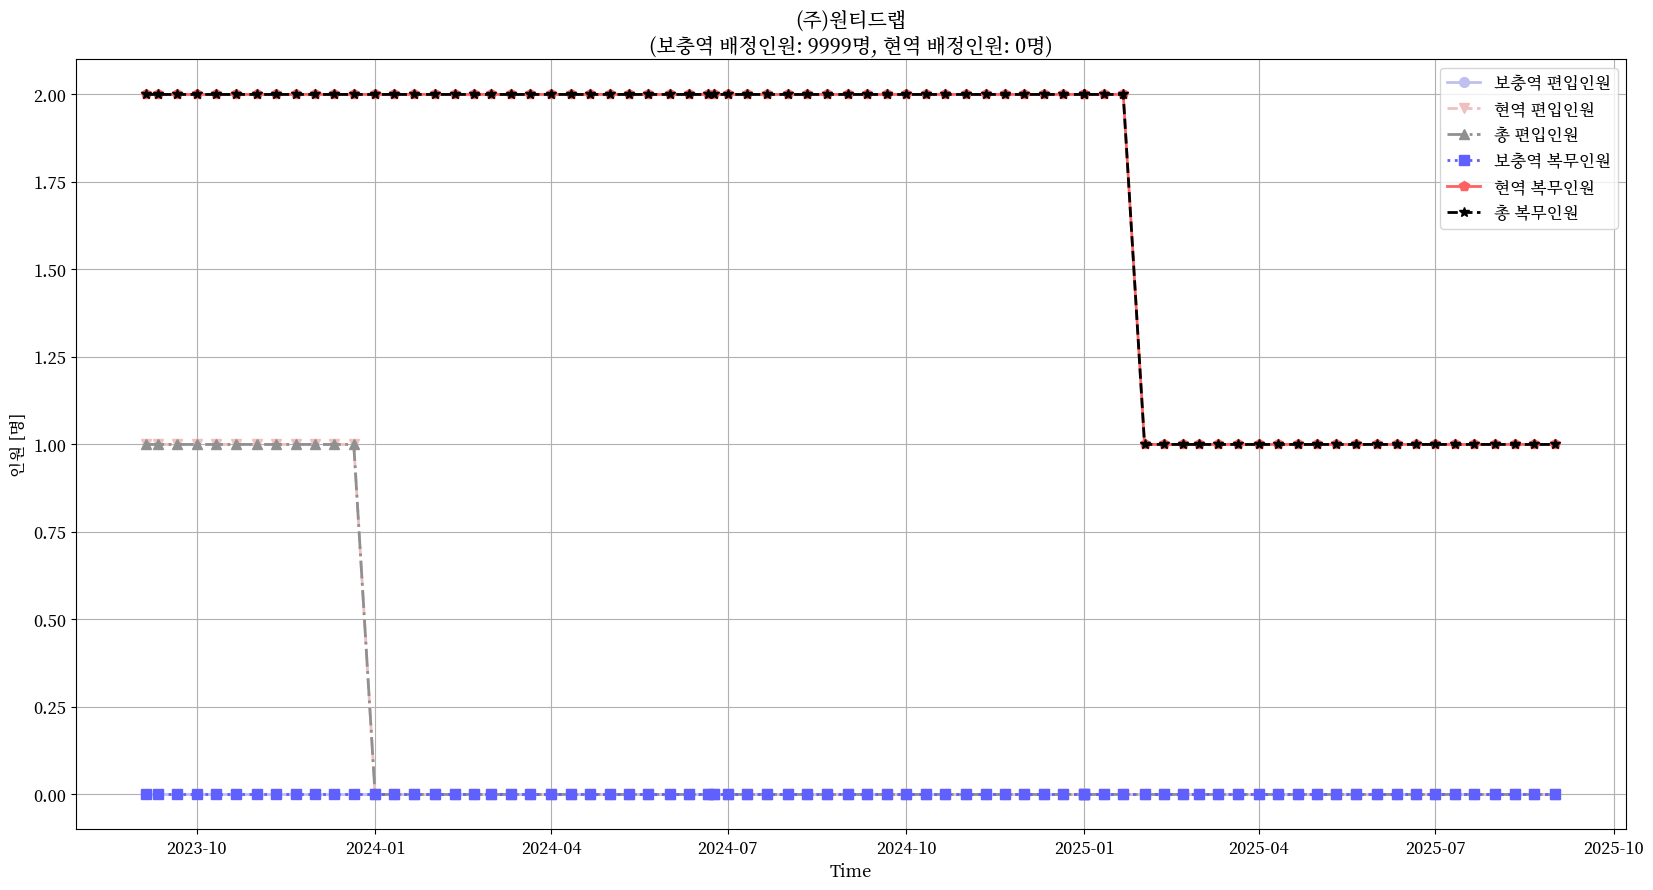 (주)원티드랩
(보충역 배정인원: 9999명, 현역 배정인원: 0명)
보충역 편입인원
현역 편입인원
총 편입인원
보충역 복무인원
현역 복무인원
총 복무인원
인원 [명]
2.00
1.75
1.50
1.25
1.00
0.75
0.50
0.25
0.00
2023-10
2024-01
2024-04
2024-07
2024-10
2025-01
2025-04
2025-07
2025-10
Time